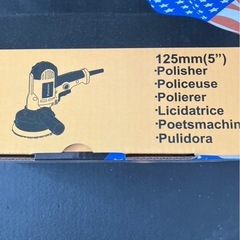 125mm(5")
·Polisher
·Policeuse
·Polierer
·Licidatrice
·Poetsmachin
·Pulidora